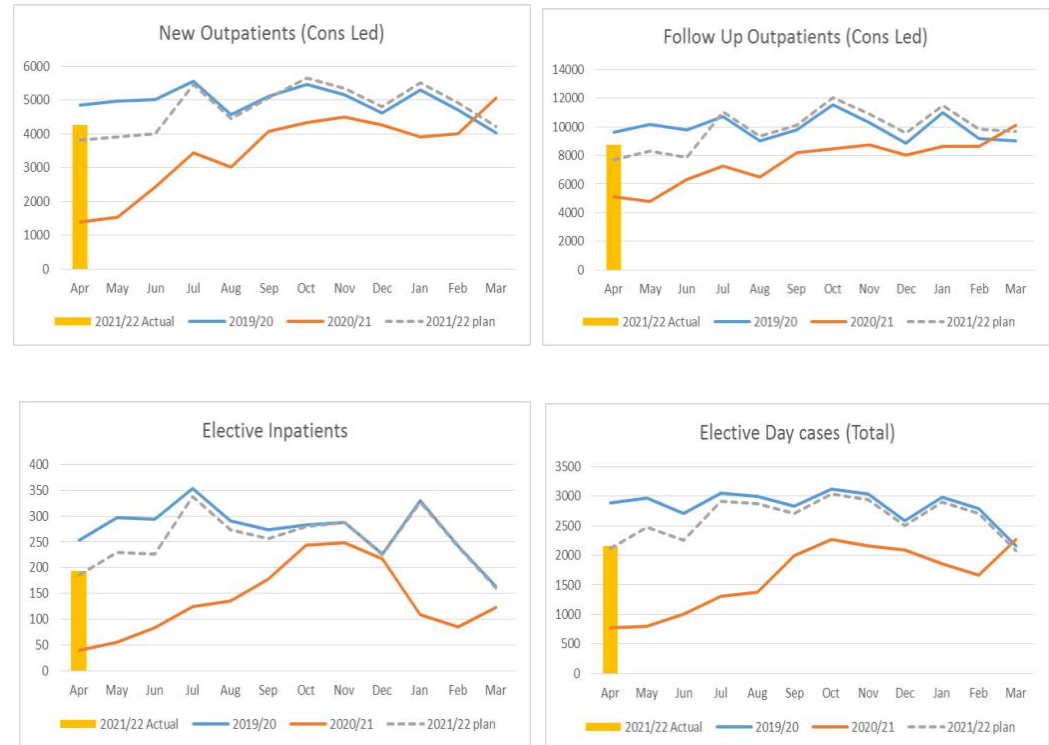 New Outpatients (Cons Led)
6000
5000
4000
3000
2000
1000
0
Apr May Jun Jul Aug Sep Oct Nov Dec Jan Feb Mar
2021/22 Actual 2019/20 2020/21 2021/22 plan
Follow Up Outpatients (Cons Led)
14000
12000
10000
8000
6000
4000
2000
0
Apr May Jun Jul Aug Sep Oct Nov Dec Jan Feb Mar
2021/22 Actual 2019/20 2020/21 2021/22 plan
Elective Inpatients
400
350
300
250
200
150
100
50
0
Apr May Jun Jul Aug Sep Oct Nov Dec Jan Feb Mar
2021/22 Actual 2019/20 2020/21 2021/22 plan
Elective Day cases (Total)
3500
3000
2500
2000
1500
1000
500
0
Apr May Jun Jul Aug Sep Oct Nov Dec Jan Feb Mar
2021/22 Actual 2019/20 2020/21 2021/22 plan